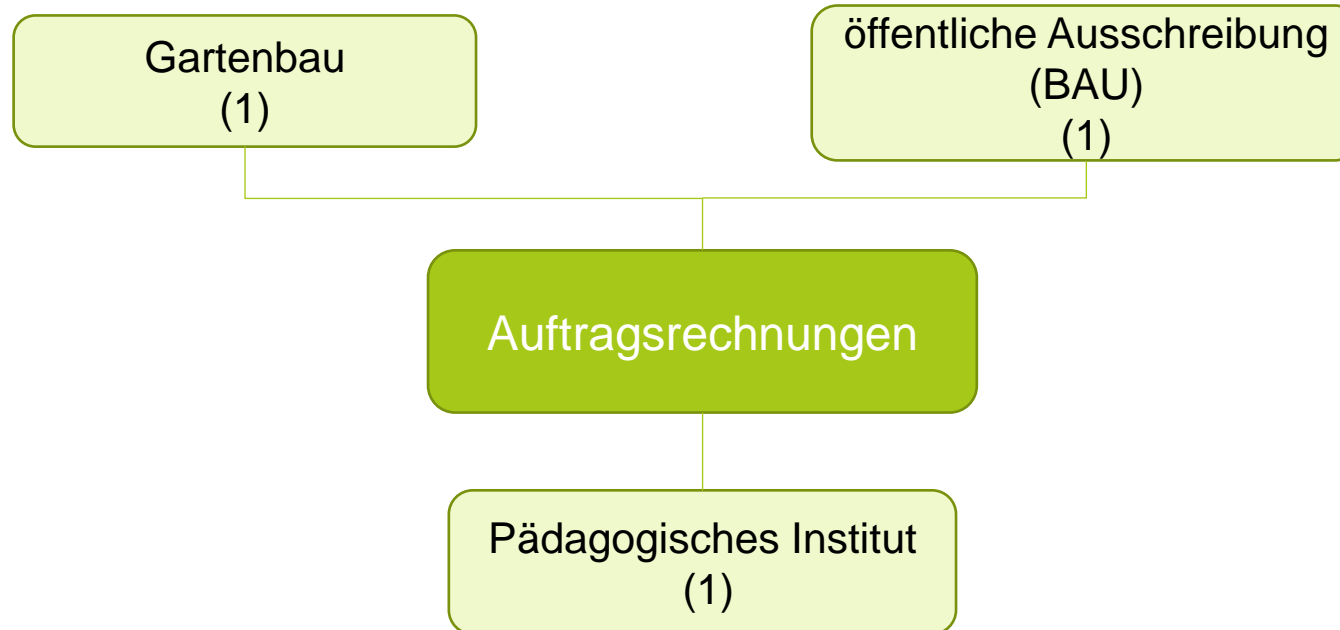 Gartenbau
(1)
öffentliche Ausschreibung
(BAU)
(1)
Auftragsrechnungen
Pädagogisches Institut
(1)